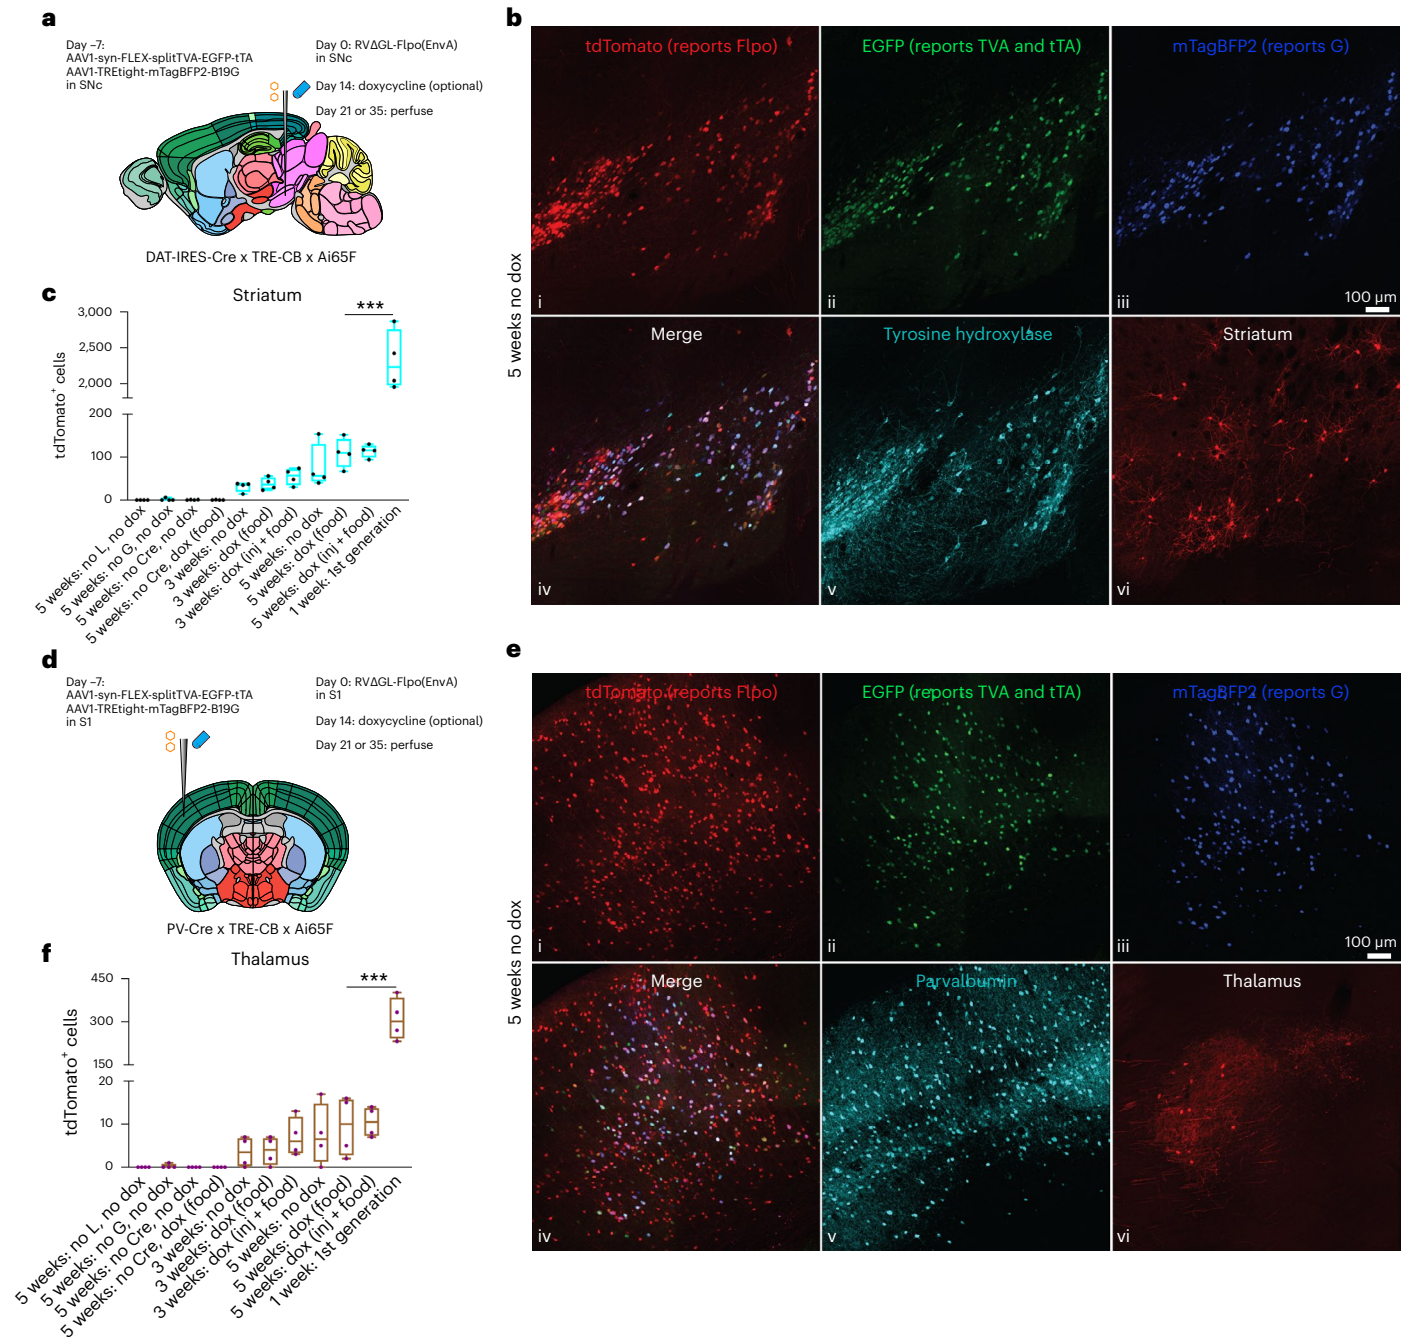 a
Day –7:
AAV1-syn-FLEX-splitTVA-EGFP-tTA
AAV1-TREtight-mTagBFP2-B19G
in SNc
Day 0: RVΔGL-Flpo(EnvA)
in SNc
Day 14: doxycycline (optional)
Day 21 or 35: perfuse
DAT-IRES-Cre x TRE-CB x Ai65F
b
5 weeks no dox
tdTomato (reports Flpo)
i
EGFP (reports TVA and tTA)
ii
mTagBFP2 (reports G)
100 µm
iii
Merge
iv
Tyrosine hydroxylase
v
Striatum
vi
c
Striatum
***
tdTomato+ cells
3,000
2,500
2,000
200
100
0
5 weeks: no L, no dox
5 weeks: no G, no dox
5 weeks: no Cre, no dox
5 weeks: no Cre, dox (food)
3 weeks: no dox
3 weeks: dox (food)
3 weeks: dox (inj + food)
5 weeks: no dox
5 weeks: dox (food)
5 weeks: dox (inj + food)
1 week: 1st generation
d
Day –7:
AAV1-syn-FLEX-splitTVA-EGFP-tTA
AAV1-TREtight-mTagBFP2-B19G
in S1
Day 0: RVΔGL-Flpo(EnvA)
in S1
Day 14: doxycycline (optional)
Day 21 or 35: perfuse
PV-Cre x TRE-CB x Ai65F
e
5 weeks no dox
tdTomato (reports Flpo)
i
EGFP (reports TVA and tTA)
ii
mTagBFP2 (reports G)
100 µm
iii
Merge
iv
Parvalbumin
v
Thalamus
vi
f
Thalamus
***
tdTomato+ cells
450
300
150
20
10
0
5 weeks: no L, no dox
5 weeks: no G, no dox
5 weeks: no Cre, no dox
5 weeks: no Cre, dox (food)
3 weeks: no dox
3 weeks: dox (food)
3 weeks: dox (inj + food)
5 weeks: no dox
5 weeks: dox (food)
5 weeks: dox (inj + food)
1 week: 1st generation